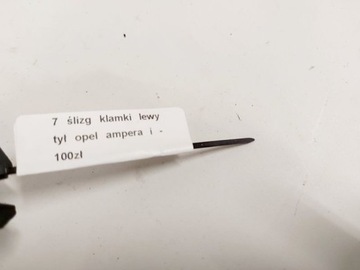 7 ślizg klamki lewy
tył opel ampera i -
100zł